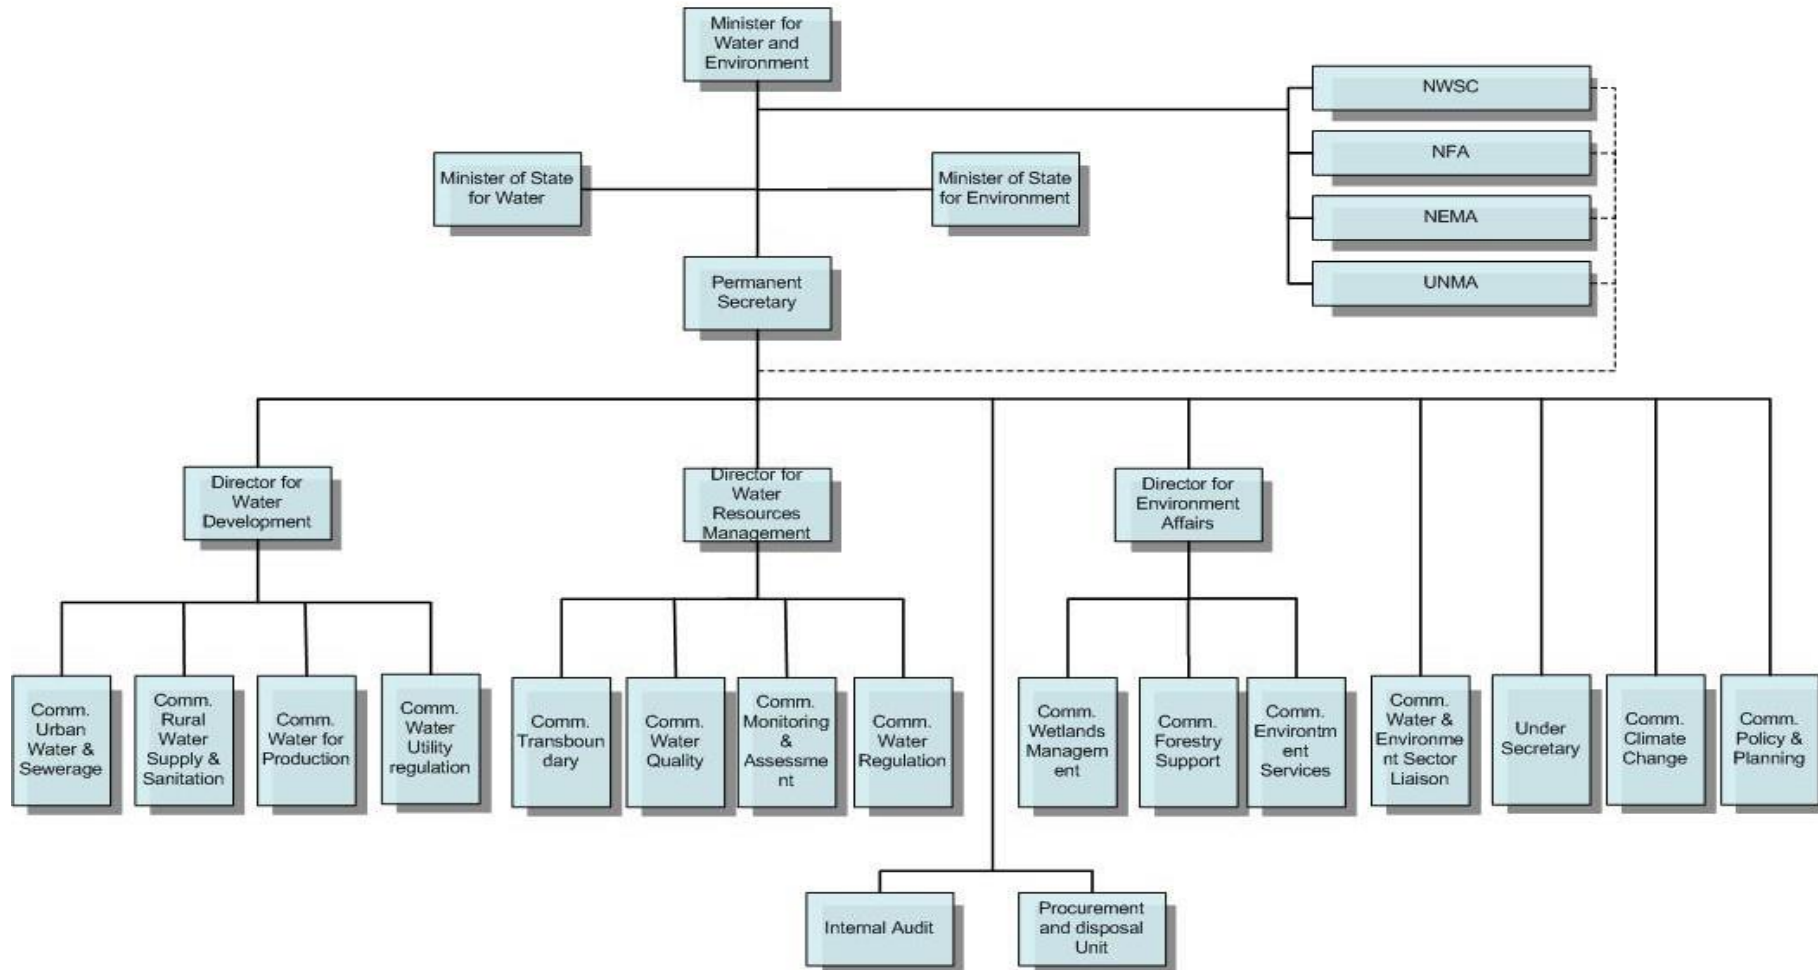 Minister for
Water and
Environment
NWSC
NFA
NEMA
UNMA
Minister of State
for Water
Minister of State
for Environment
Permanent
Secretary
Director for
Water
Development
Director for
Water
Resources
Management
Director for
Environment
Affairs
Comm.
Urban
Water &
Sewerage
Comm.
Rural
Water
Supply &
Sanitation
Comm.
Water for
Production
Comm.
Water
Utility
regulation
Comm.
Transboun
dary
Comm.
Water
Quality
Comm.
Monitoring
&
Assessme
nt
Comm.
Water
Regulation
Comm.
Wetlands
Managem
ent
Comm.
Forestry
Support
Comm.
Environtm
ent
Services
Comm.
Water &
Environme
nt Sector
Liaison
Under
Secretary
Comm.
Climate
Change
Comm.
Policy &
Planning
Internal Audit
Procurement
and disposal
Unit